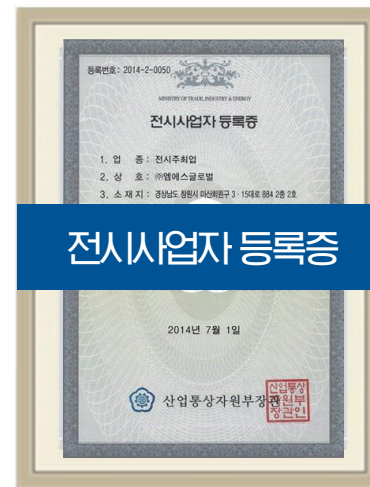 등록번호 : 2014-2-0050
MINISTRY OF TRADE, INDUSTRY & ENERGY
전시사업자 등록증
1. 업 종 : 전시주최업
2. 상 호 : ㈜엠에스글로벌
3. 소 재 지 : 경상남도 창원시 마산회원구 3·15대로 884 2층 2호
전시사업자 등록증
2014년 7월 1일
산업통상자원부장관
산업통상
자원부
장관인